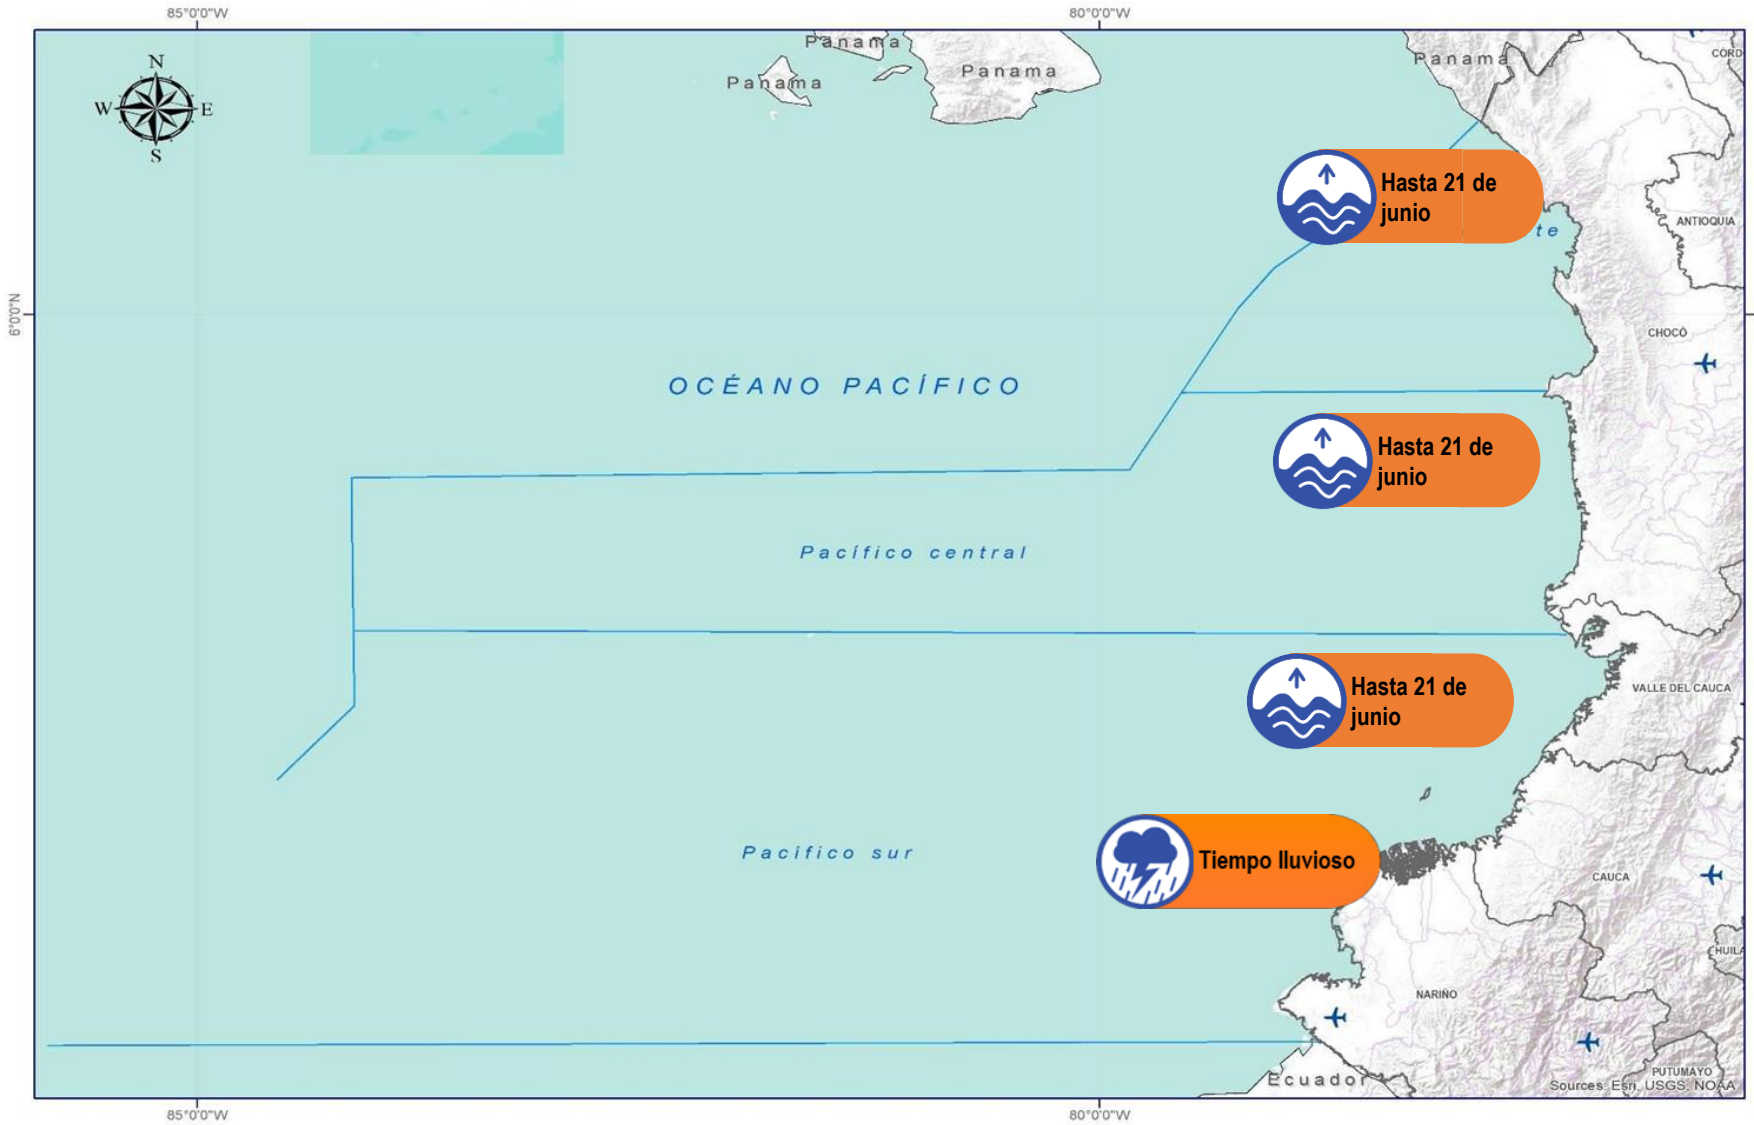 85°0'0"W
80°0'0"W
N
W
E
S
Panama
Panama
Panama
Panama
CORD
Hasta 21 de
junio
te
ANTIOQUIA
6°0'0"N
CHOCÓ
OCÉANO PACÍFICO
Hasta 21 de
junio
Pacífico central
Hasta 21 de
junio
VALLE DEL CAUCA
Pacífico sur
Tiempo lluvioso
CAUCA
HUILA
NARIÑO
Ecuador
PUTUMAYO
Sources: Esri, USGS, NOAA
85°0'0"W
80°0'0"W